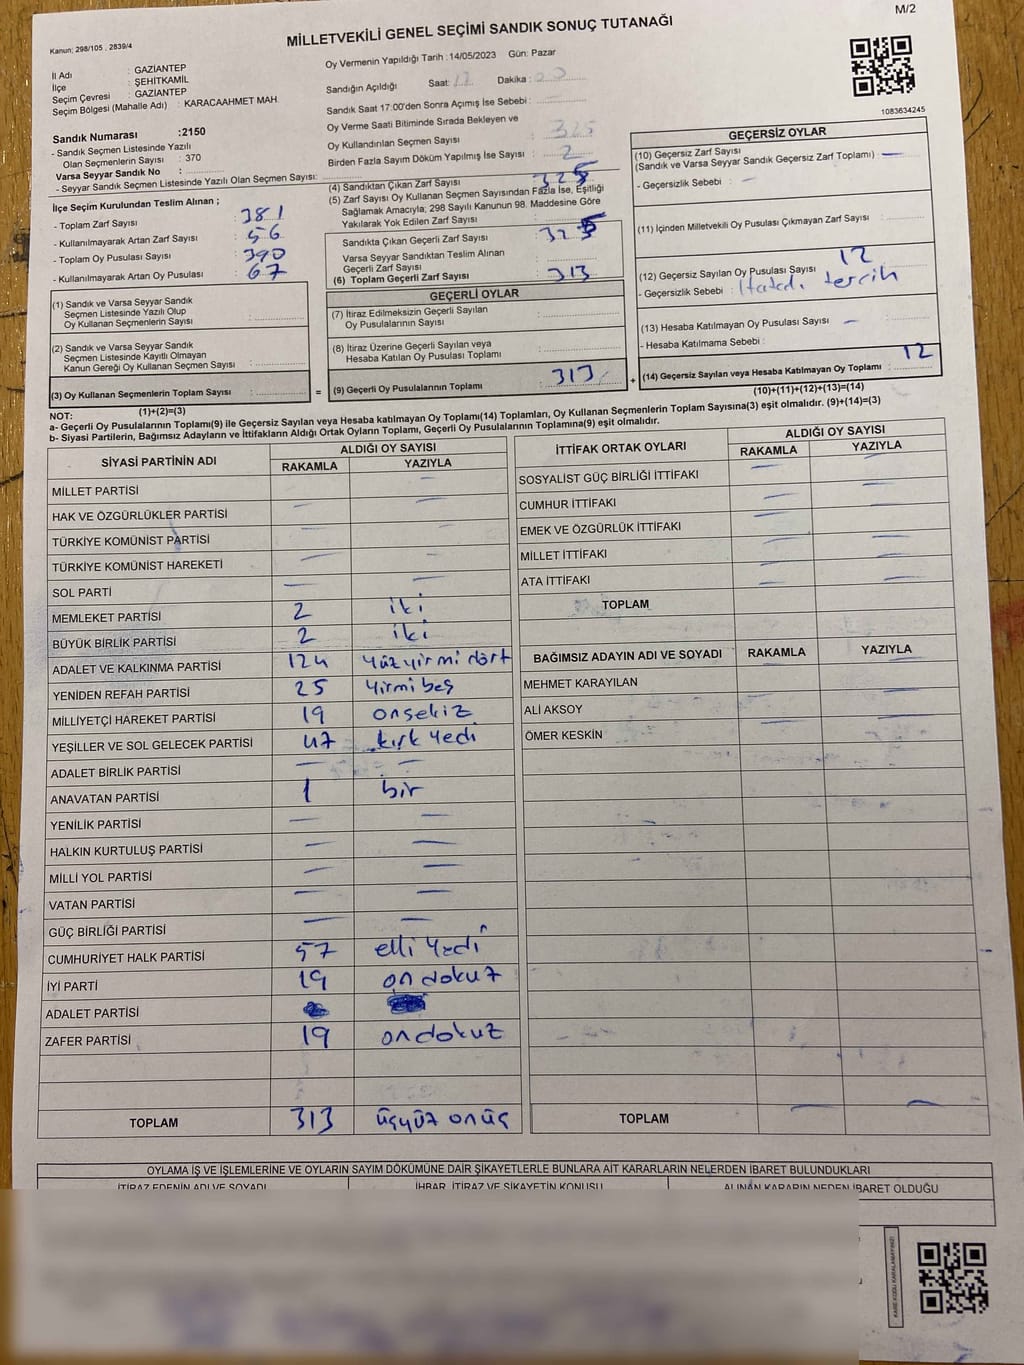 M/2
MİLLETVEKİLİ GENEL SEÇİMİ SANDIK SONUÇ TUTANAĞI
Kanun; 298/105 , 2839/4
Oy Vermenin Yapıldığı Tarih :14/05/2023 Gün: Pazar
İl Adı : GAZİANTEP
İlçe : ŞEHİTKAMİL
Seçim Çevresi : GAZİANTEP
Seçim Bölgesi (Mahalle Adı) : KARACAAHMET MAH
Sandığın Açıldığı Saat: 17 Dakika : 00
Sandık Saat 17:00'den Sonra Açımış İse Sebebi :
Oy Verme Saati Bitiminde Sırada Bekleyen ve
Oy Kullandırılan Seçmen Sayısı : 325
Birden Fazla Sayım Döküm Yapılmış İse Sayısı : 2
1083634245
Sandık Numarası :2150
- Sandık Seçmen Listesinde Yazılı
Olan Seçmenlerin Sayısı : 370
Varsa Seyyar Sandık No :
- Seyyar Sandık Seçmen Listesinde Yazılı Olan Seçmen Sayısı:
İlçe Seçim Kurulundan Teslim Alınan ;
- Toplam Zarf Sayısı : 381
- Kullanılmayarak Artan Zarf Sayısı : 56
- Toplam Oy Pusulası Sayısı : 390
- Kullanılmayarak Artan Oy Pusulası : 67
(1) Sandık ve Varsa Seyyar Sandık
Seçmen Listesinde Yazılı Olup
Oy Kullanan Seçmenlerin Sayısı :
(2) Sandık ve Varsa Seyyar Sandık
Seçmen Listesinde Kayıtlı Olmayan
Kanun Gereği Oy Kullanan Seçmen Sayısı :
(3) Oy Kullanan Seçmenlerin Toplam Sayısı : =
(1)+(2)=(3)
(4) Sandıktan Çıkan Zarf Sayısı : 325
(5) Zarf Sayısı Oy Kullanan Seçmen Sayısından Fazla İse, Eşitliği
Sağlamak Amacıyla; 298 Sayılı Kanunun 98. Maddesine Göre
Yakılarak Yok Edilen Zarf Sayısı :
Sandıkta Çıkan Geçerli Zarf Sayısı : 325
Varsa Seyyar Sandıktan Teslim Alınan
Geçerli Zarf Sayısı :
(6) Toplam Geçerli Zarf Sayısı : 313
GEÇERLİ OYLAR
(7) İtiraz Edilmeksizin Geçerli Sayılan
Oy Pusulalarının Sayısı :
(8) İtiraz Üzerine Geçerli Sayılan veya
Hesaba Katılan Oy Pusulası Toplamı :
(9) Geçerli Oy Pusulalarının Toplamı : 313 +
GEÇERSİZ OYLAR
(10) Geçersiz Zarf Sayısı
(Sandık ve Varsa Seyyar Sandık Geçersiz Zarf Toplamı) : —
- Geçersizlik Sebebi : —
(11) İçinden Milletvekili Oy Pusulası Çıkmayan Zarf Sayısı :
(12) Geçersiz Sayılan Oy Pusulası Sayısı : 12
- Geçersizlik Sebebi : Hatalı tercih
(13) Hesaba Katılmayan Oy Pusulası Sayısı : —
- Hesaba Katılmama Sebebi :
(14) Geçersiz Sayılan veya Hesaba Katılmayan Oy Toplamı : 12
(10)+(11)+(12)+(13)=(14)
NOT:
a- Geçerli Oy Pusulalarının Toplamı(9) ile Geçersiz Sayılan veya Hesaba katılmayan Oy Toplamı(14) Toplamları, Oy Kullanan Seçmenlerin Toplam Sayısına(3) eşit olmalıdır. (9)+(14)=(3)
b- Siyasi Partilerin, Bağımsız Adayların ve İttifakların Aldığı Ortak Oyların Toplamı, Geçerli Oy Pusulalarının Toplamına(9) eşit olmalıdır.
SİYASİ PARTİNİN ADI ALDIĞI OY SAYISI
RAKAMLA YAZIYLA
MİLLET PARTİSİ —
HAK VE ÖZGÜRLÜKLER PARTİSİ — —
TÜRKİYE KOMÜNİST PARTİSİ —
TÜRKİYE KOMÜNİST HAREKETİ — —
SOL PARTİ — —
MEMLEKET PARTİSİ 2 iki
BÜYÜK BİRLİK PARTİSİ 2 iki
ADALET VE KALKINMA PARTİSİ 124 yüzyirmi dört
YENİDEN REFAH PARTİSİ 25 yirmibeş
MİLLİYETÇİ HAREKET PARTİSİ 19 onsekiz
YEŞİLLER VE SOL GELECEK PARTİSİ 47 kırk yedi
ADALET BİRLİK PARTİSİ — —
ANAVATAN PARTİSİ 1 bir
YENİLİK PARTİSİ — —
HALKIN KURTULUŞ PARTİSİ — —
MİLLİ YOL PARTİSİ — —
VATAN PARTİSİ — —
GÜÇ BİRLİĞİ PARTİSİ — —
CUMHURİYET HALK PARTİSİ 57 elli yedi
İYİ PARTİ 19 on dokuz
ADALET PARTİSİ
ZAFER PARTİSİ 19 ondokuz
TOPLAM 313 üçyüz onüç
İTTİFAK ORTAK OYLARI ALDIĞI OY SAYISI
RAKAMLA YAZIYLA
SOSYALİST GÜÇ BİRLİĞİ İTTİFAKI — —
CUMHUR İTTİFAKI — —
EMEK VE ÖZGÜRLÜK İTTİFAKI — —
MİLLET İTTİFAKI — —
ATA İTTİFAKI — —
TOPLAM
BAĞIMSIZ ADAYIN ADI VE SOYADI RAKAMLA YAZIYLA
MEHMET KARAYILAN
ALİ AKSOY — —
ÖMER KESKİN — —
TOPLAM — —
OYLAMA İŞ VE İŞLEMLERİNE VE OYLARIN SAYIM DÖKÜMÜNE DAİR ŞİKAYETLERLE BUNLARA AİT KARARLARIN NELERDEN İBARET BULUNDUKLARI
İTİRAZ EDENİN ADI VE SOYADI İHBAR, İTİRAZ VE ŞİKAYETİN KONUSU ALINAN KARARIN NEDEN İBARET OLDUĞU
KARE KODU KARALAMAYINIZ!